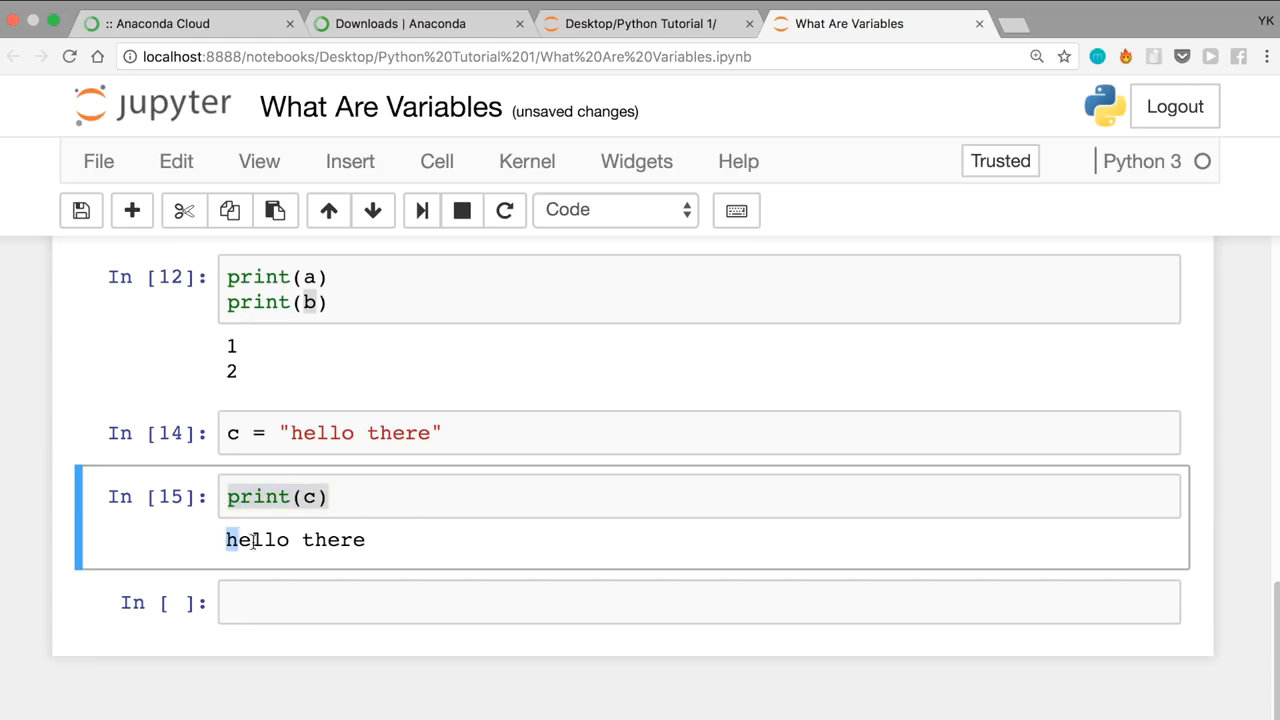 :: Anaconda Cloud × Downloads | Anaconda × Desktop/Python Tutorial 1/ × What Are Variables × YK
localhost:8888/notebooks/Desktop/Python%20Tutorial%201/What%20Are%20Variables.ipynb
jupyter What Are Variables (unsaved changes) Logout
File Edit View Insert Cell Kernel Widgets Help Trusted Python 3
Code
In [12]: print(a)
print(b)
1
2
In [14]: c = "hello there"
In [15]: print(c)
hello there
In [ ]: